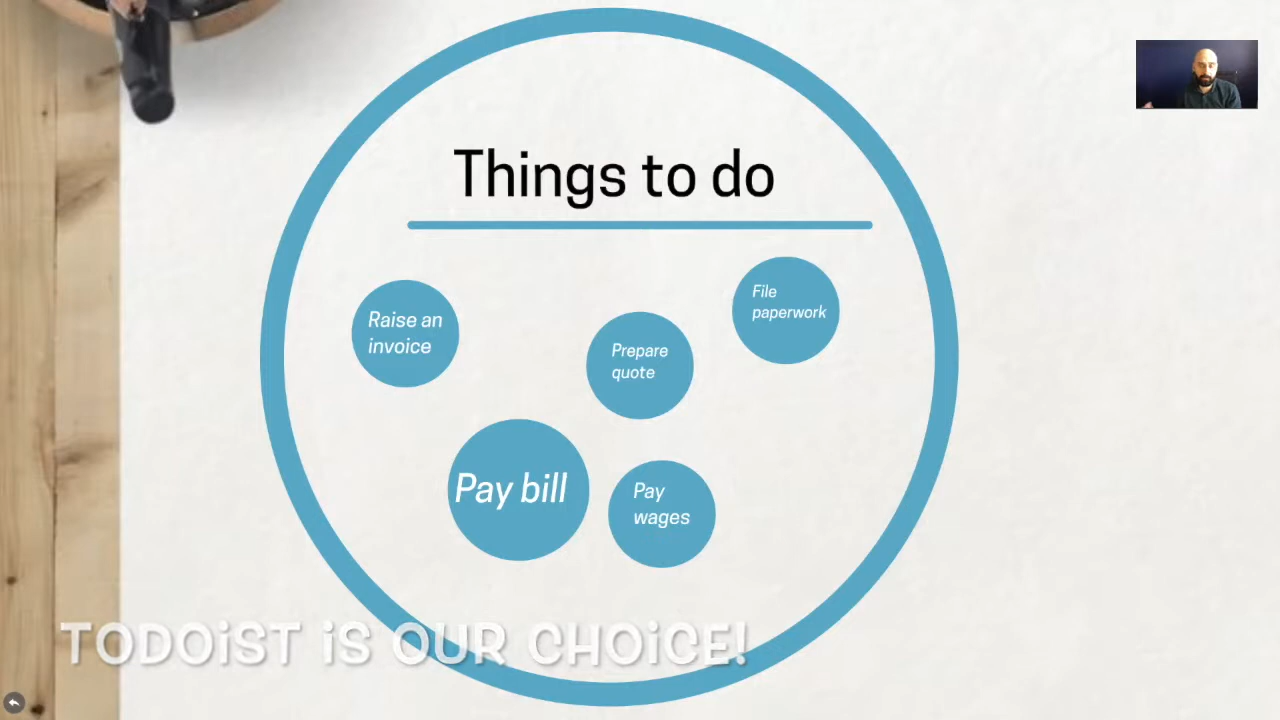 Things to do
File
paperwork
Raise an
invoice
Prepare
quote
Pay bill
Pay
wages
TODOiST iS OUR CHOiCE!